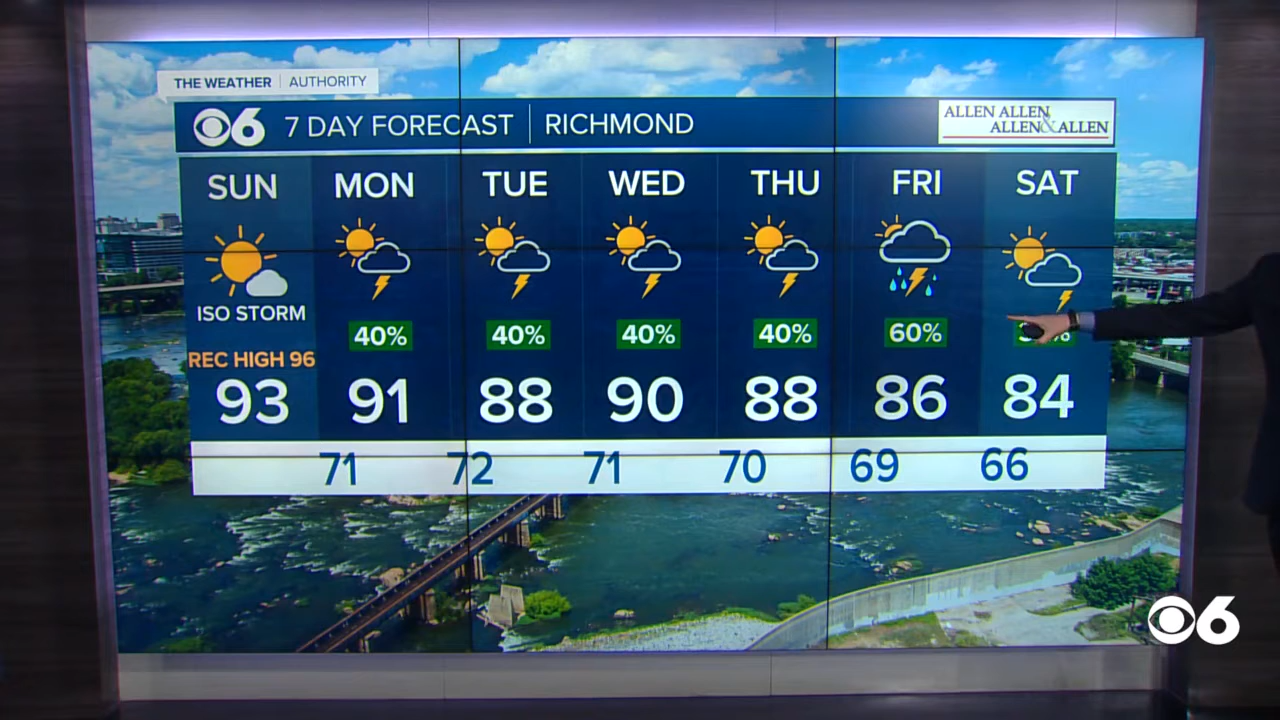 THE WEATHER | AUTHORITY
6 7 DAY FORECAST | RICHMOND
ALLEN ALLEN
ALLEN & ALLEN
SUN MON TUE WED THU FRI SAT
ISO STORM
40% 40% 40% 40% 60%
REC HIGH 96
93 91 88 90 88 86 84
71 72 71 70 69 66
6